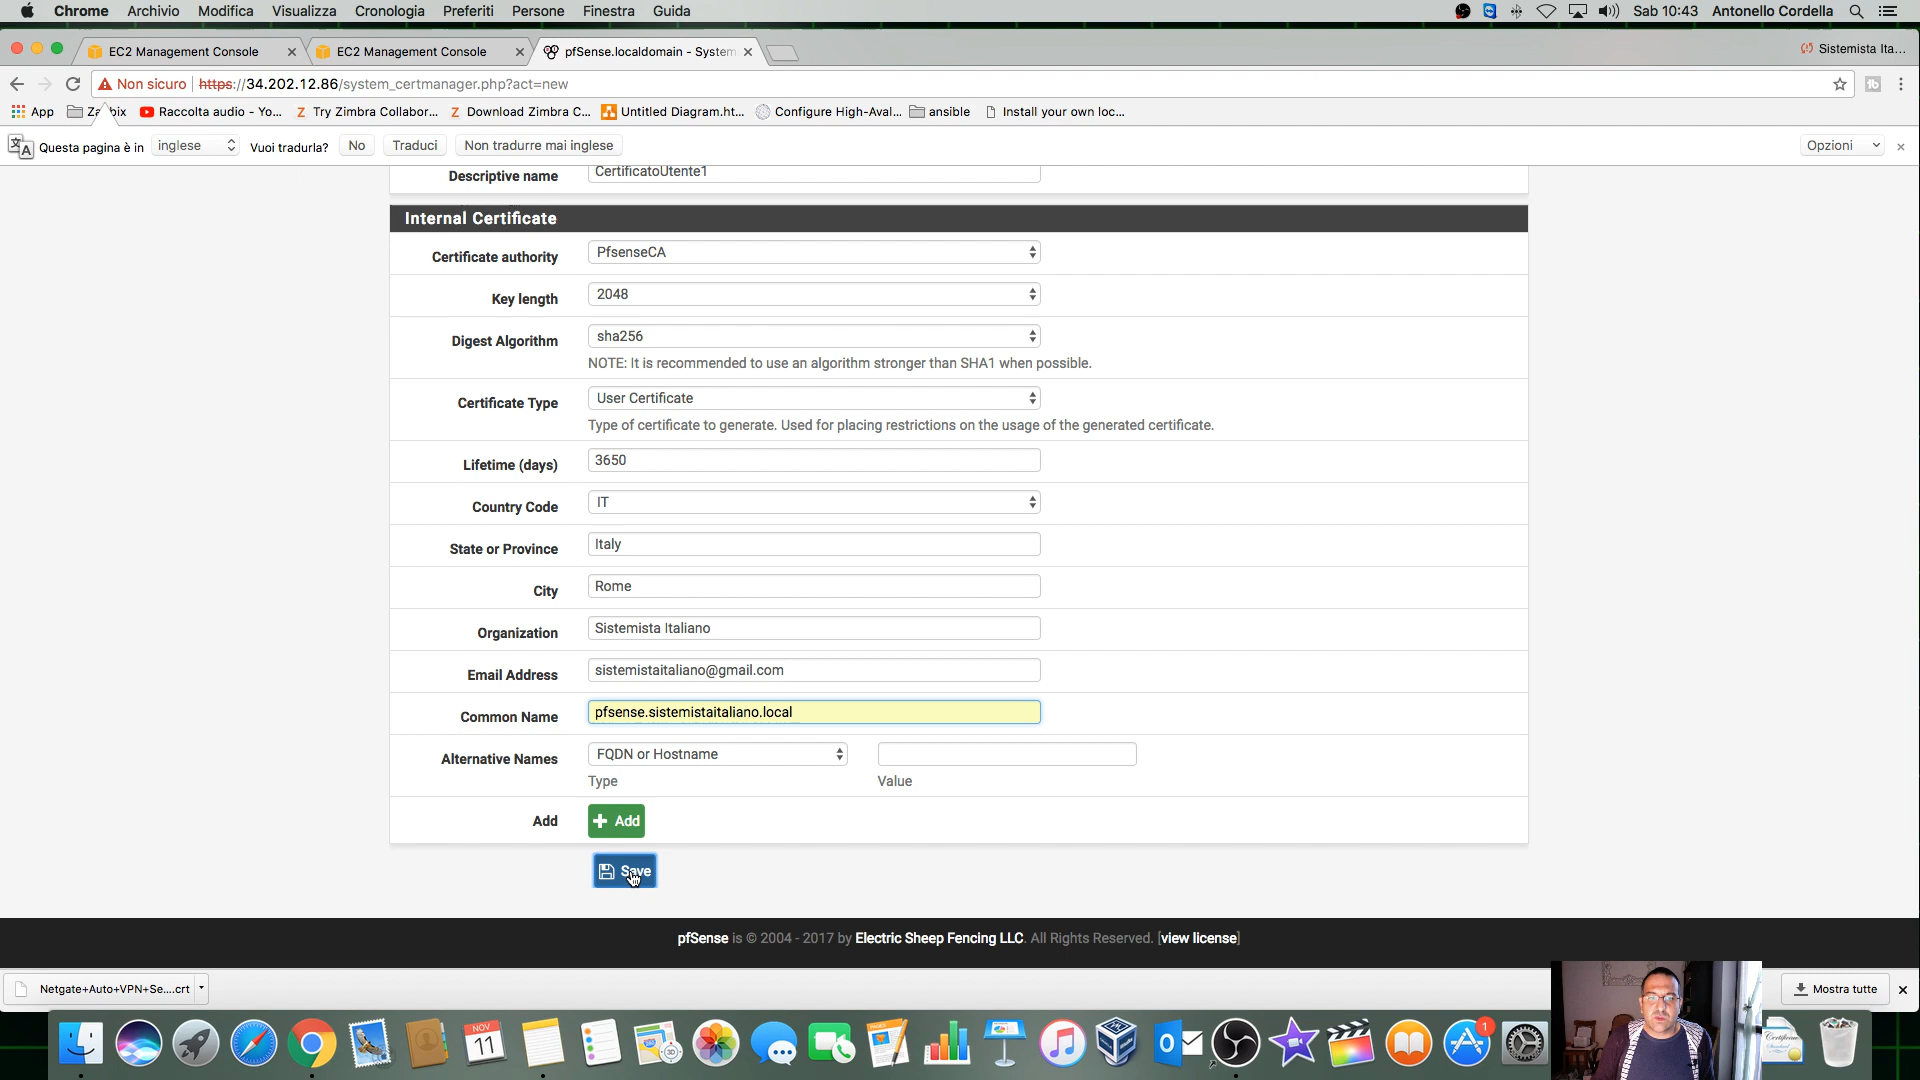 Chrome Archivio Modifica Visualizza Cronologia Preferiti Persone Finestra Guida Sab 10:43 Antonello Cordella
EC2 Management Console EC2 Management Console pfSense.localdomain - System Sistemista Ita...
Non sicuro https://34.202.12.86/system_certmanager.php?act=new
App Zabbix Raccolta audio - Yo... Try Zimbra Collabor... Download Zimbra C... Untitled Diagram.ht... Configure High-Aval... ansible Install your own loc...
Questa pagina è in inglese Vuoi tradurla? No Traduci Non tradurre mai inglese Opzioni
Descriptive name CertificatoUtente1
Internal Certificate
Certificate authority PfsenseCA
Key length 2048
Digest Algorithm sha256
NOTE: It is recommended to use an algorithm stronger than SHA1 when possible.
Certificate Type User Certificate
Type of certificate to generate. Used for placing restrictions on the usage of the generated certificate.
Lifetime (days) 3650
Country Code IT
State or Province Italy
City Rome
Organization Sistemista Italiano
Email Address sistemistaitaliano@gmail.com
Common Name pfsense.sistemistaitaliano.local
Alternative Names FQDN or Hostname
Type Value
Add + Add
Save
pfSense is © 2004 - 2017 by Electric Sheep Fencing LLC. All Rights Reserved. [view license]
Netgate+Auto+VPN+Se....crt Mostra tutte
NOV
11
1